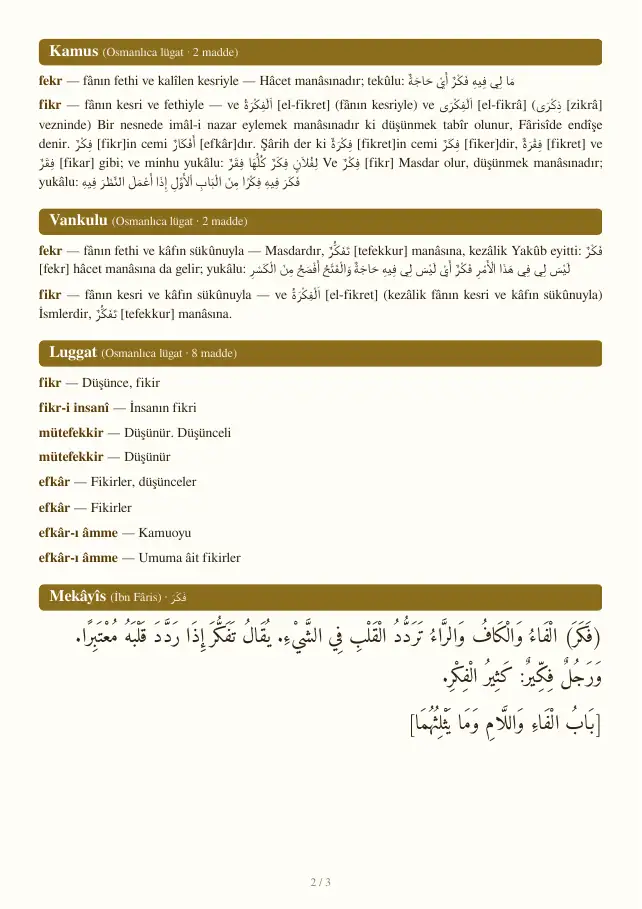 Kamus (Osmanlıca lügat · 2 madde)
fekr — fânın fethi ve kalîlen kesriyle — Hâcet manâsınadır; tekûlu: مَا لِي فِيهِ فَكْرٌ أَيْ حَاجَةٌ
fikr — fânın kesri ve fethiyle — ve اَلْفِكْرَةُ [el-fikret] (fânın kesriyle) ve اَلْفِكْرَى [el-fikrâ] (ذِكْرَى [zikrâ]
vezninde) Bir nesnede imâl-i nazar eylemek manâsınadır ki düşünmek tabîr olunur, Fârisîde endîşe
denir. فِكْرٌ [fikr]in cemi أَفْكَارٌ [efkâr]dır. Şârih der ki فِكْرَةٌ [fikret]in cemi فِكَرٌ [fiker]dir, فِقْرَةٌ [fikret] ve
فِقَرٌ [fikar] gibi; ve minhu yukâlu: لِفُلاَنٍ فِكَرٌ كُلُّهَا فِقَرٌ Ve فِكْرٌ [fikr] Masdar olur, düşünmek manâsınadır;
yukâlu: فَكَرَ فِيهِ فِكْرًا مِنَ الْبَابِ اْلأَوَّلِ إِذَا أَعْمَلَ النَّظَرَ فِيهِ
Vankulu (Osmanlıca lügat · 2 madde)
fekr — fânın fethi ve kâfın sükûnuyla — Masdardır, تَفَكُّرٌ [tefekkur] manâsına, kezâlik Yakûb eyitti: فَكْرٌ
[fekr] hâcet manâsına da gelir; yukâlu: لَيْسَ لِي فِي هَذَا الْأَمْرِ فَكْرٌ أَيْ لَيْسَ لِي فِيهِ حَاجَةٌ وَالْفَتْحُ أَفْصَحُ مِنَ الْكَسْرِ
fikr — fânın kesri ve kâfın sükûnuyla — ve اَلْفِكْرَةُ [el-fikret] (kezâlik fânın kesri ve kâfın sükûnuyla)
İsmlerdir, تَفَكُّرٌ [tefekkur] manâsına.
Luggat (Osmanlıca lügat · 8 madde)
fikr — Düşünce, fikir
fikr-i insanî — İnsanın fikri
mütefekkir — Düşünür. Düşünceli
mütefekkir — Düşünür
efkâr — Fikirler, düşünceler
efkâr — Fikirler
efkâr-ı âmme — Kamuoyu
efkâr-ı âmme — Umuma âit fikirler
Mekâyîs (İbn Fâris) · فَكَرَ
(فَكَرَ) الْفَاءُ وَالْكَافُ وَالرَّاءُ تَرَدُّدُ الْقَلْبِ فِي الشَّيْءِ. يُقَالُ تَفَكَّرَ إِذَا رَدَّدَ قَلْبَهُ مُعْتَبِرًا.
وَرَجُلٌ فِكِّيرٌ: كَثِيرُ الْفِكْرِ.
[بَابُ الْفَاءِ وَاللَّامِ وَمَا يَثْلِثُهُمَا]
2 / 3